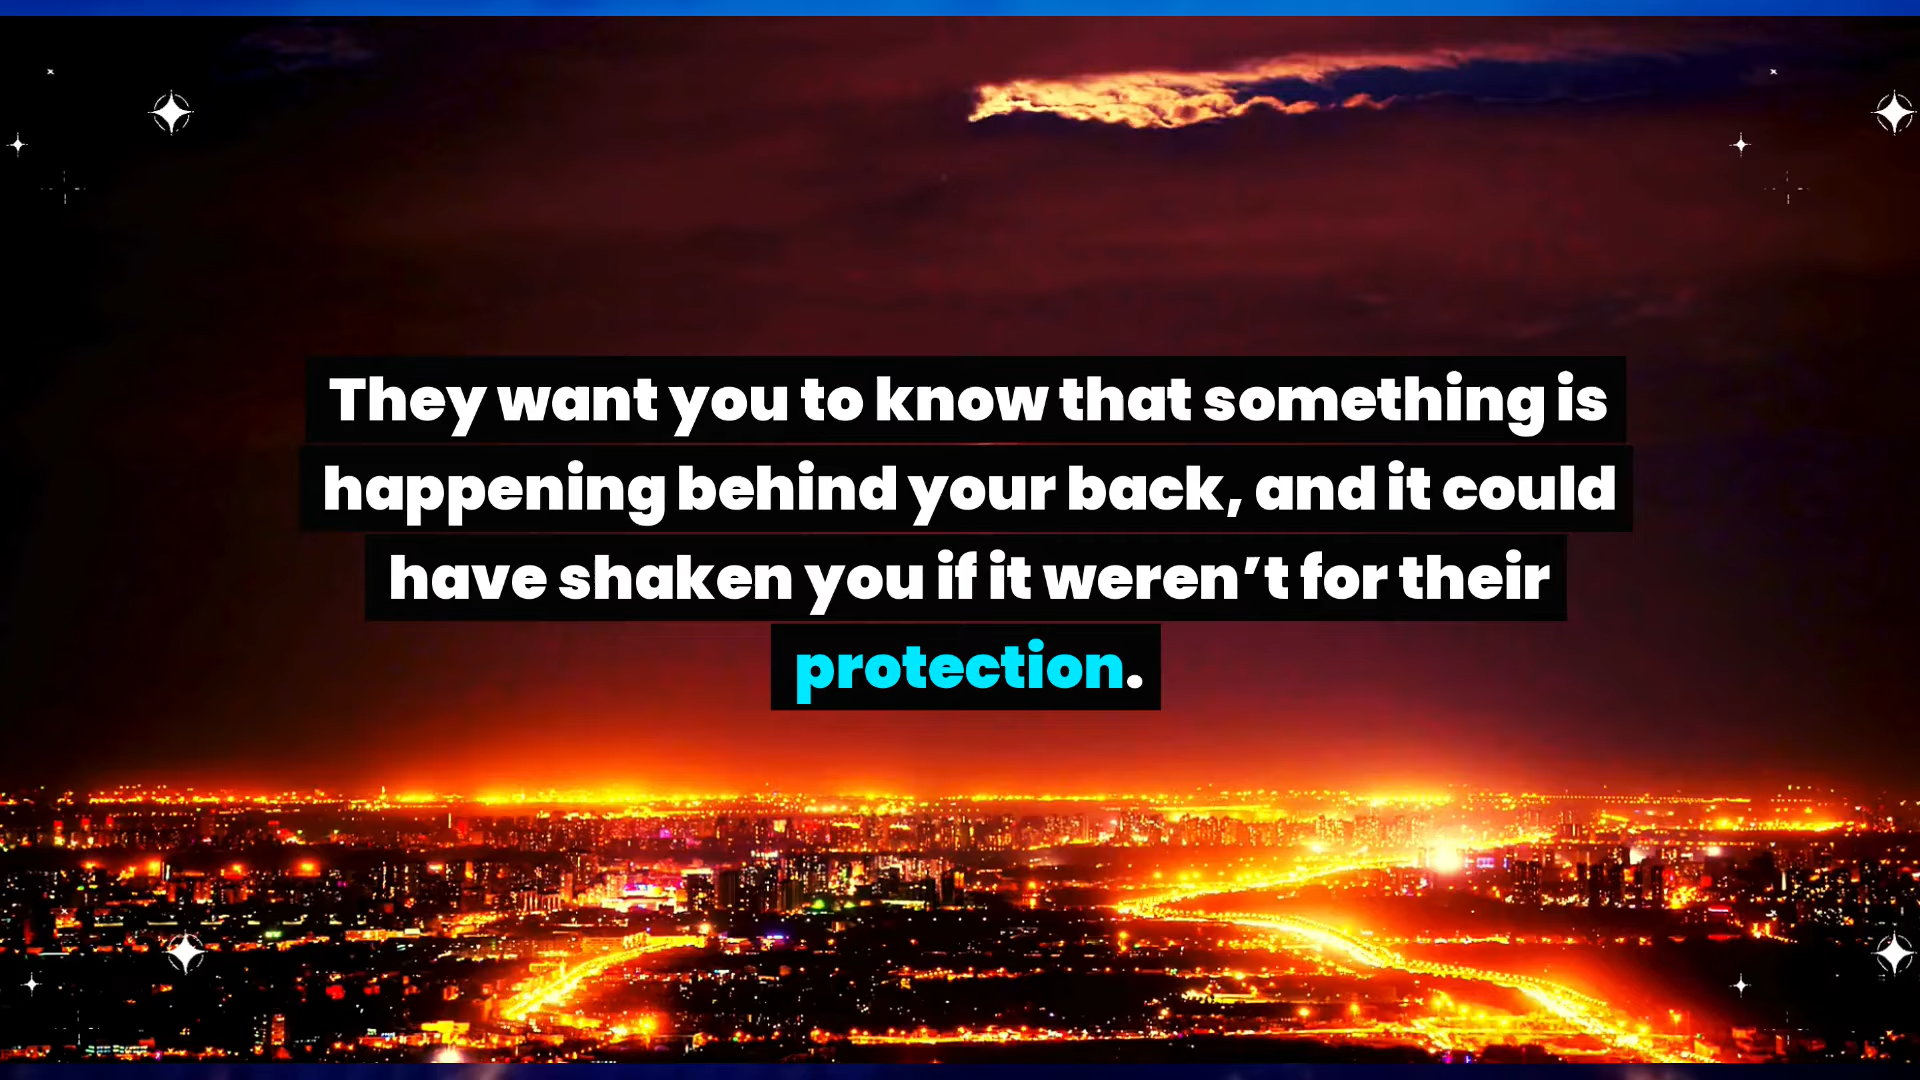 They want you to know that something is
happening behind your back, and it could
have shaken you if it weren’t for their
protection.